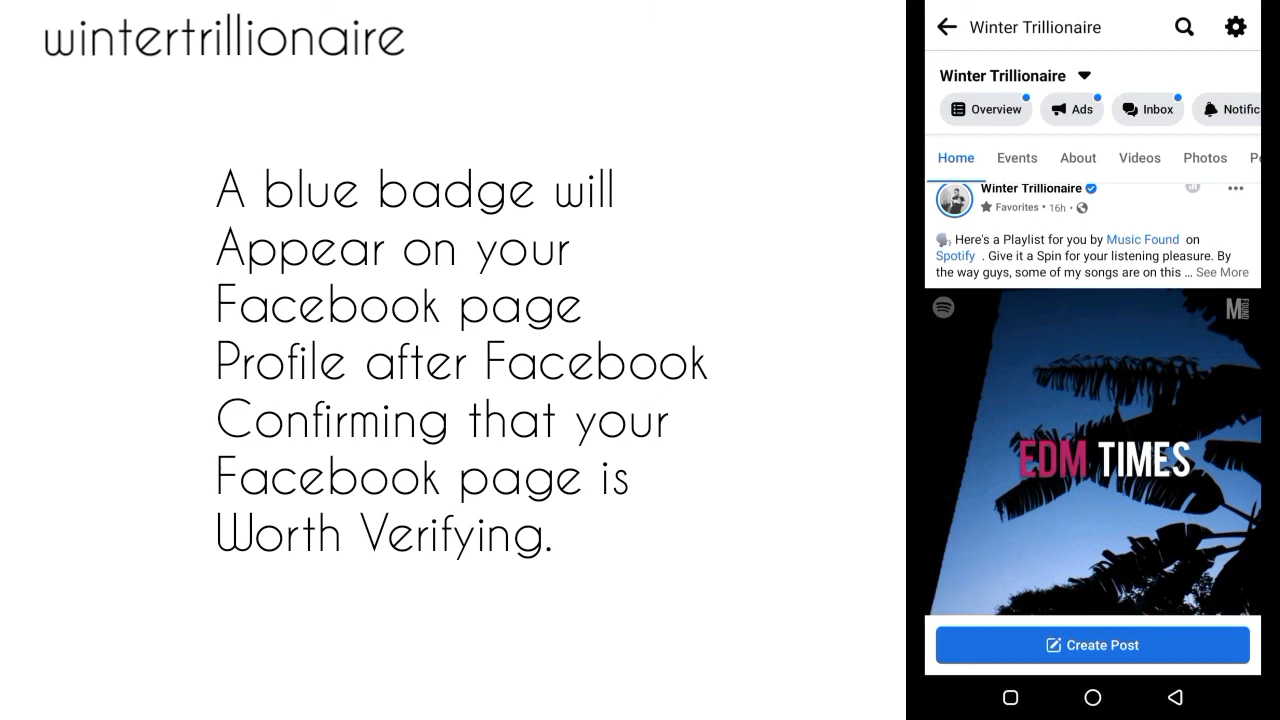 wintertrillionaire
A blue badge will
Appear on your
Facebook page
Profile after Facebook
Confirming that your
Facebook page is
Worth Verifying.
Winter Trillionaire
Winter Trillionaire
Overview Ads Inbox Notific
Home Events About Videos Photos P
Winter Trillionaire
Favorites • 16h •
Here's a Playlist for you by Music Found on
Spotify . Give it a Spin for your listening pleasure. By
the way guys, some of my songs are on this ... See More
M FOUND
EDM TIMES
Create Post